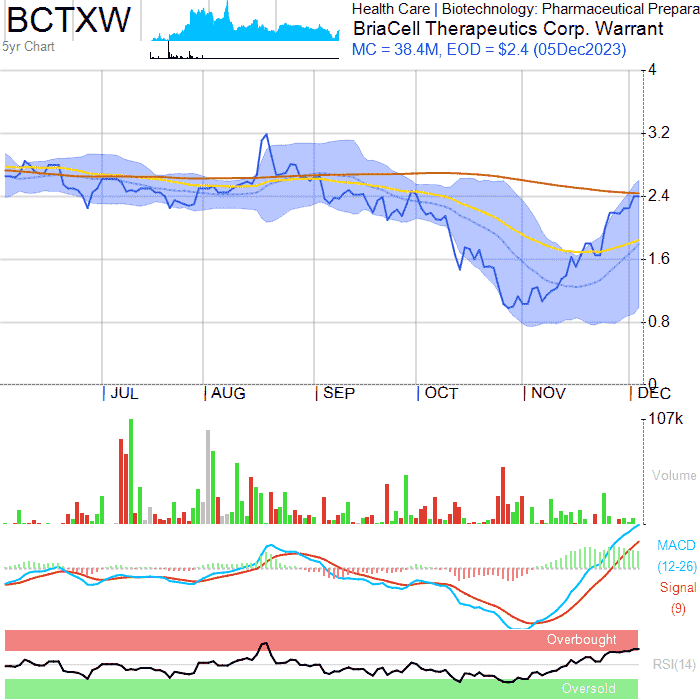 BCTXW
Health Care | Biotechnology: Pharmaceutical Prepara
BriaCell Therapeutics Corp. Warrant
5yr Chart
MC = 38.4M, EOD = $2.4 (05Dec2023)
4
3.2
2.4
1.6
0.8
0
JUL
AUG
SEP
OCT
NOV
DEC
107k
Volume
MACD
(12-26)
Signal
(9)
Overbought
RSI(14)
Oversold